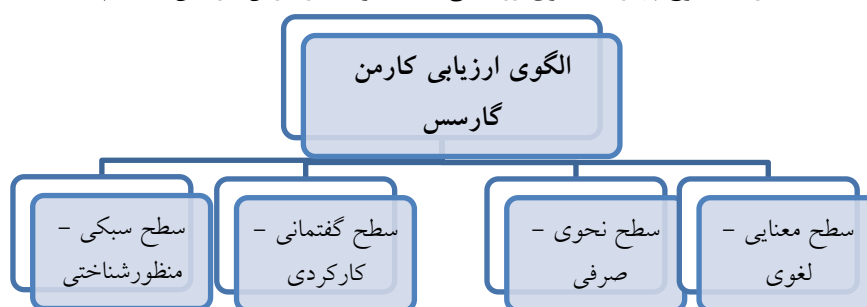 الگوی ارزیابی کارمن
گارسس
سطح معنایی –
لغوی
سطح نحوی –
صرفی
سطح گفتمانی –
کارکردی
سطح سبکی –
منظورشناختی